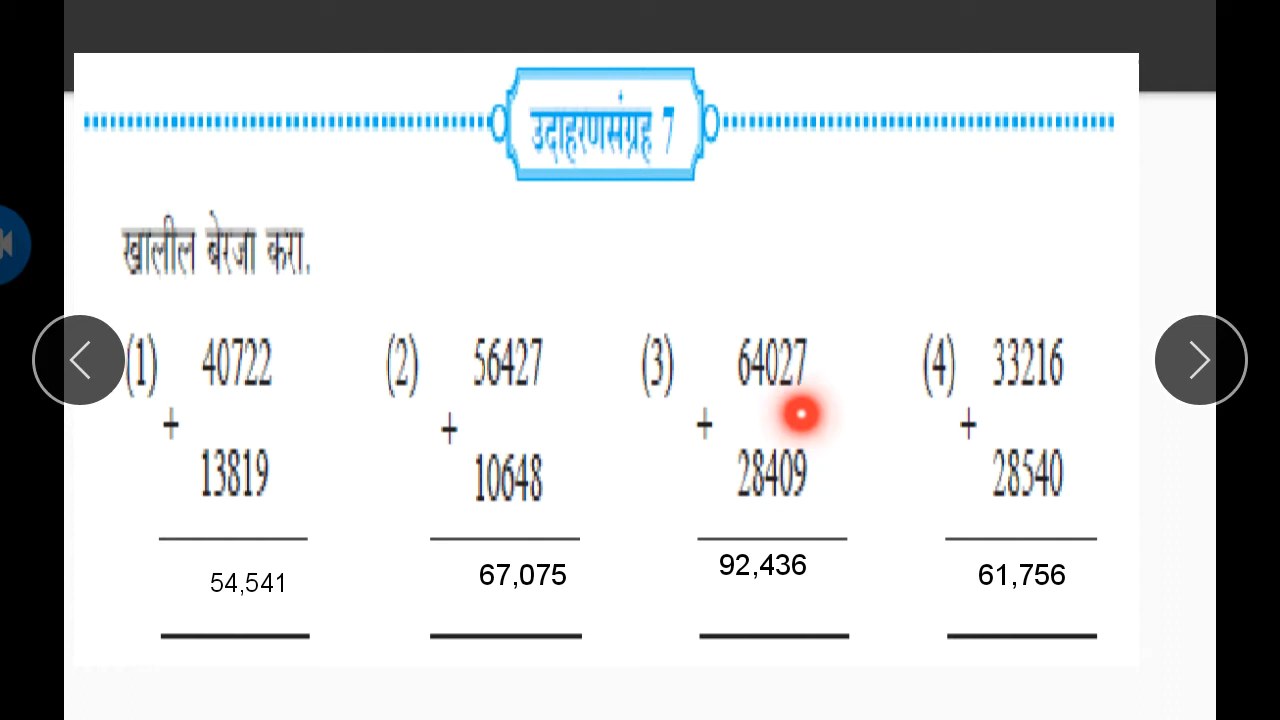 उदाहरणसंग्रह 7
खालील बेरजा करा.
(1) 40722 (2) 56427 (3) 64027 (4) 33216
+ + + +
13819 10648 28409 28540
54,541 67,075 92,436 61,756